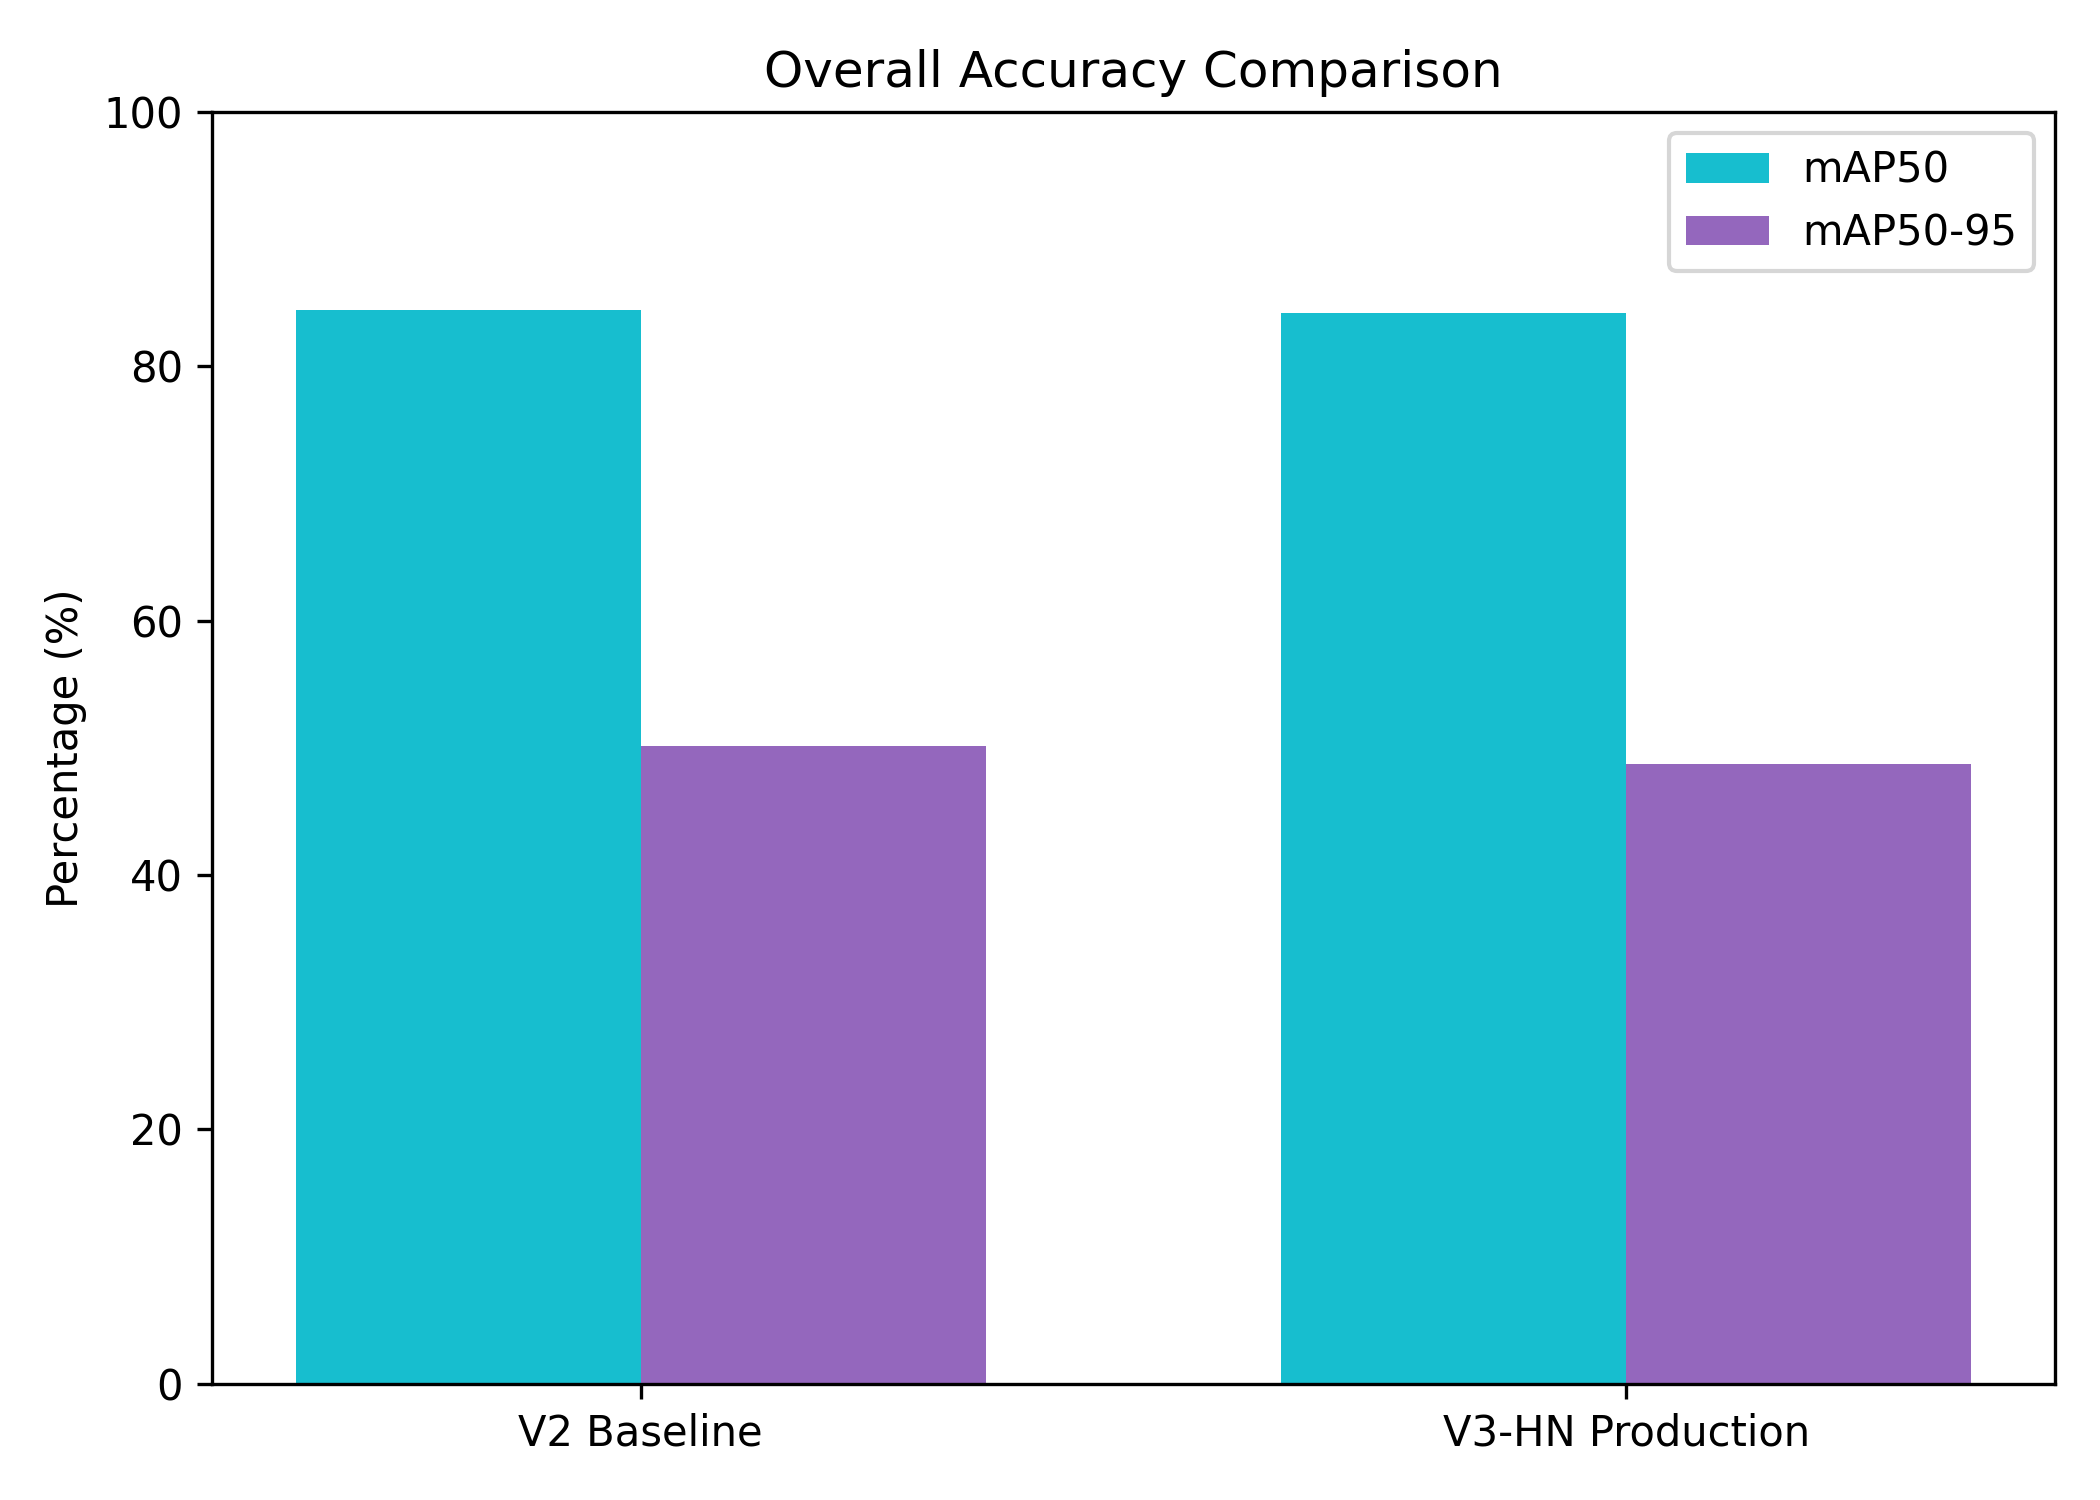 Overall Accuracy Comparison
100
80
60
40
20
0
Percentage (%)
mAP50
mAP50-95
V2 Baseline
V3-HN Production